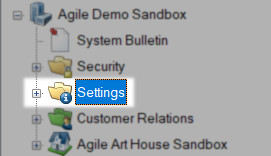 Agile Demo Sandbox
System Bulletin
Security
Settings
Customer Relations
Agile Art House Sandbox